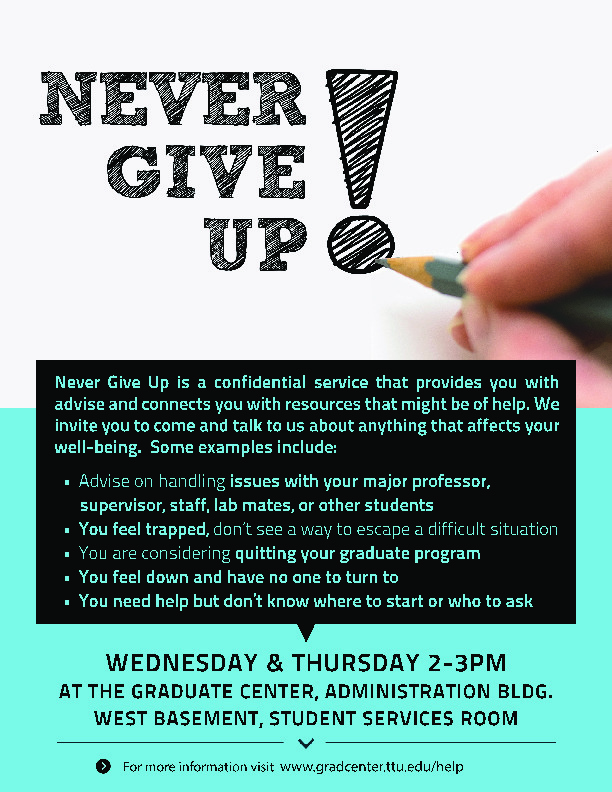 NEVER
GIVE
UP!
Never Give Up is a confidential service that provides you with
advise and connects you with resources that might be of help. We
invite you to come and talk to us about anything that affects your
well-being. Some examples include:
▪ Advise on handling issues with your major professor,
supervisor, staff, lab mates, or other students
▪ You feel trapped, don't see a way to escape a difficult situation
▪ You are considering quitting your graduate program
▪ You feel down and have no one to turn to
▪ You need help but don't know where to start or who to ask
WEDNESDAY & THURSDAY 2-3PM
AT THE GRADUATE CENTER, ADMINISTRATION BLDG.
WEST BASEMENT, STUDENT SERVICES ROOM
For more information visit www.gradcenter.ttu.edu/help